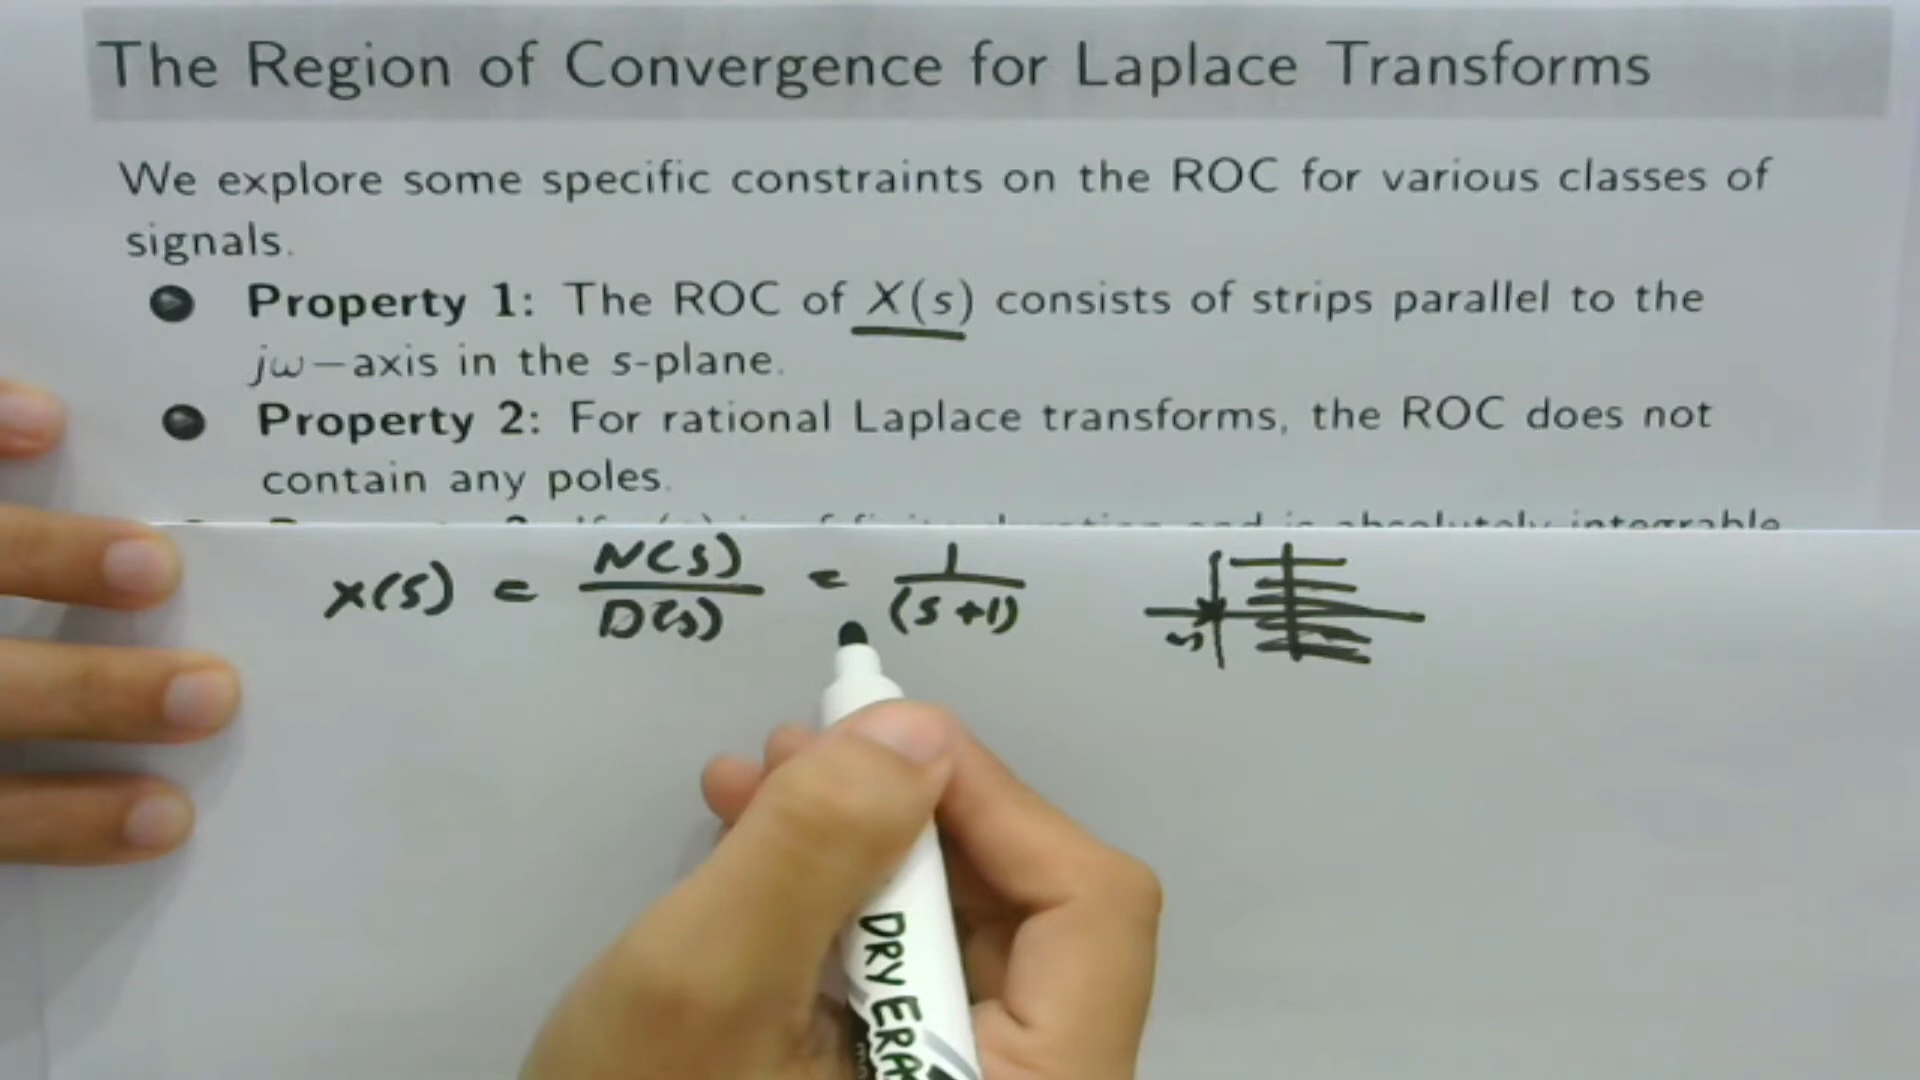 The Region of Convergence for Laplace Transforms
We explore some specific constraints on the ROC for various classes of
signals.
Property 1: The ROC of X(s) consists of strips parallel to the
jω−axis in the s-plane.
Property 2: For rational Laplace transforms, the ROC does not
contain any poles.
x(s) = N(s)/D(s) = 1/(s+1)
DRY ERA